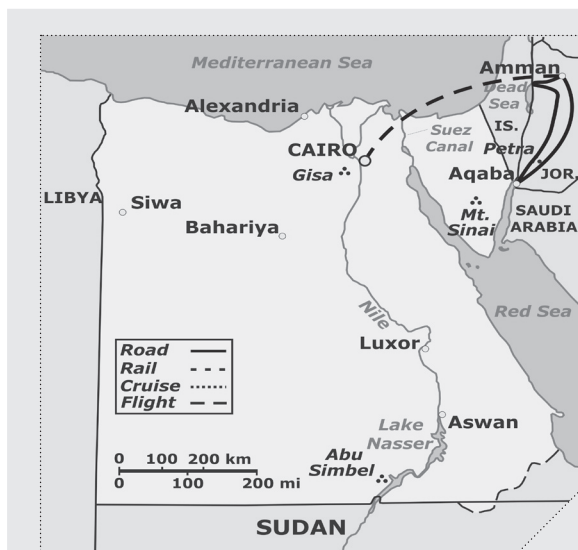 Mediterranean Sea
Amman
Dead
Sea
Alexandria
IS.
Suez
Canal
CAIRO
Petra
Gisa
Aqaba
JOR.
LIBYA
Siwa
Mt.
Sinai
SAUDI
ARABIA
Bahariya
Nile
Red Sea
Luxor
Road
Rail
Cruise
Flight
Lake
Nasser
Aswan
Abu
Simbel
0 100 200 km
0 100 200 mi
SUDAN